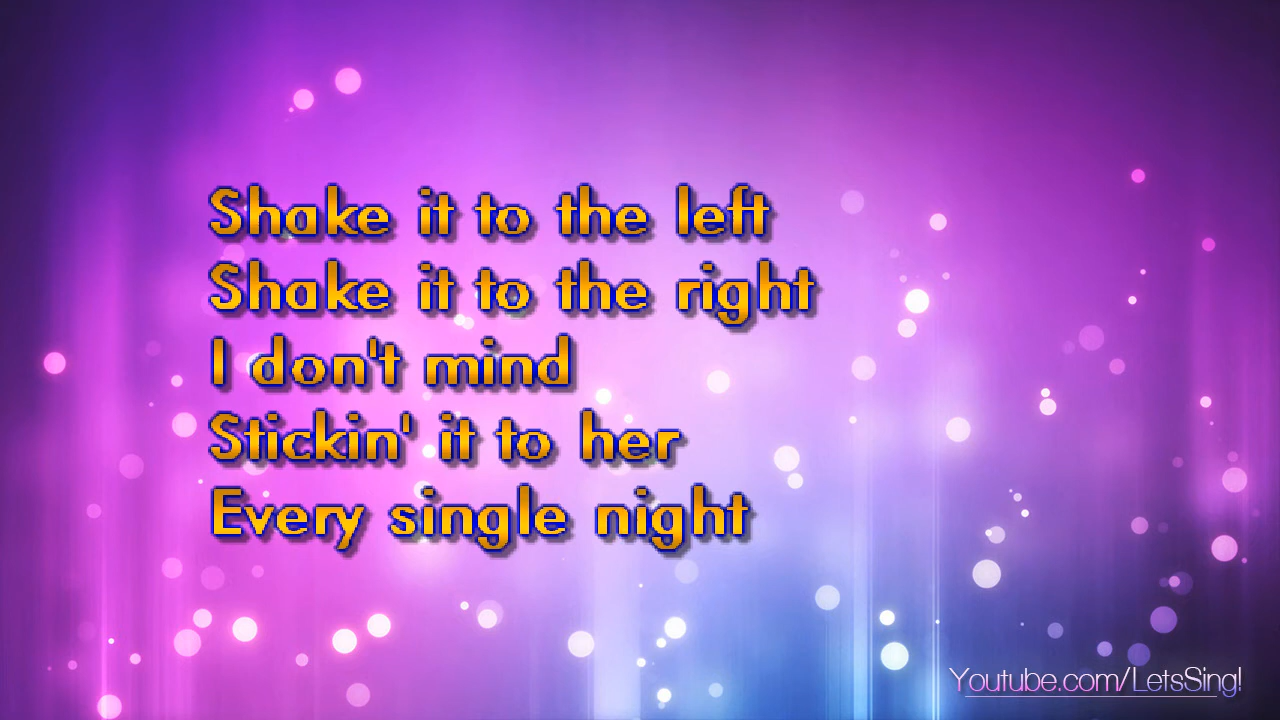 Shake it to the left
Shake it to the right
I don't mind
Stickin' it to her
Every single night
Youtube.com/LetsSing!